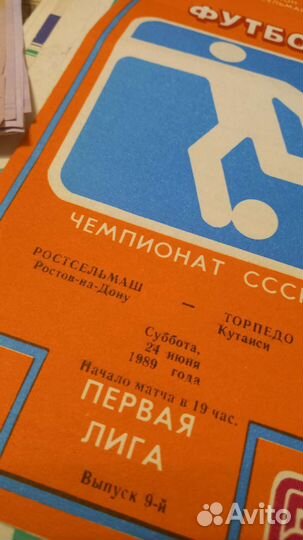 ФУТБО
ЧЕМПИОНАТ СССР
РОСТСЕЛЬМАШ
Ростов-на-Дону
—
ТОРПЕДО
Кутаиси
Суббота,
24 июня
1989 года
Начало матча в 19 час.
ПЕРВАЯ
ЛИГА
Выпуск 9-й
Avito